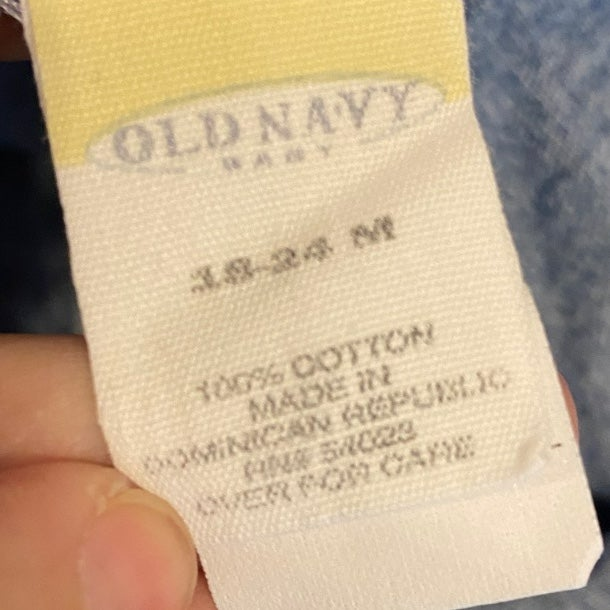 OLD NAVY
BABY
18-24 M
100% COTTON
MADE IN
DOMINICAN REPUBLIC
RN# 54023
OVER FOR CARE